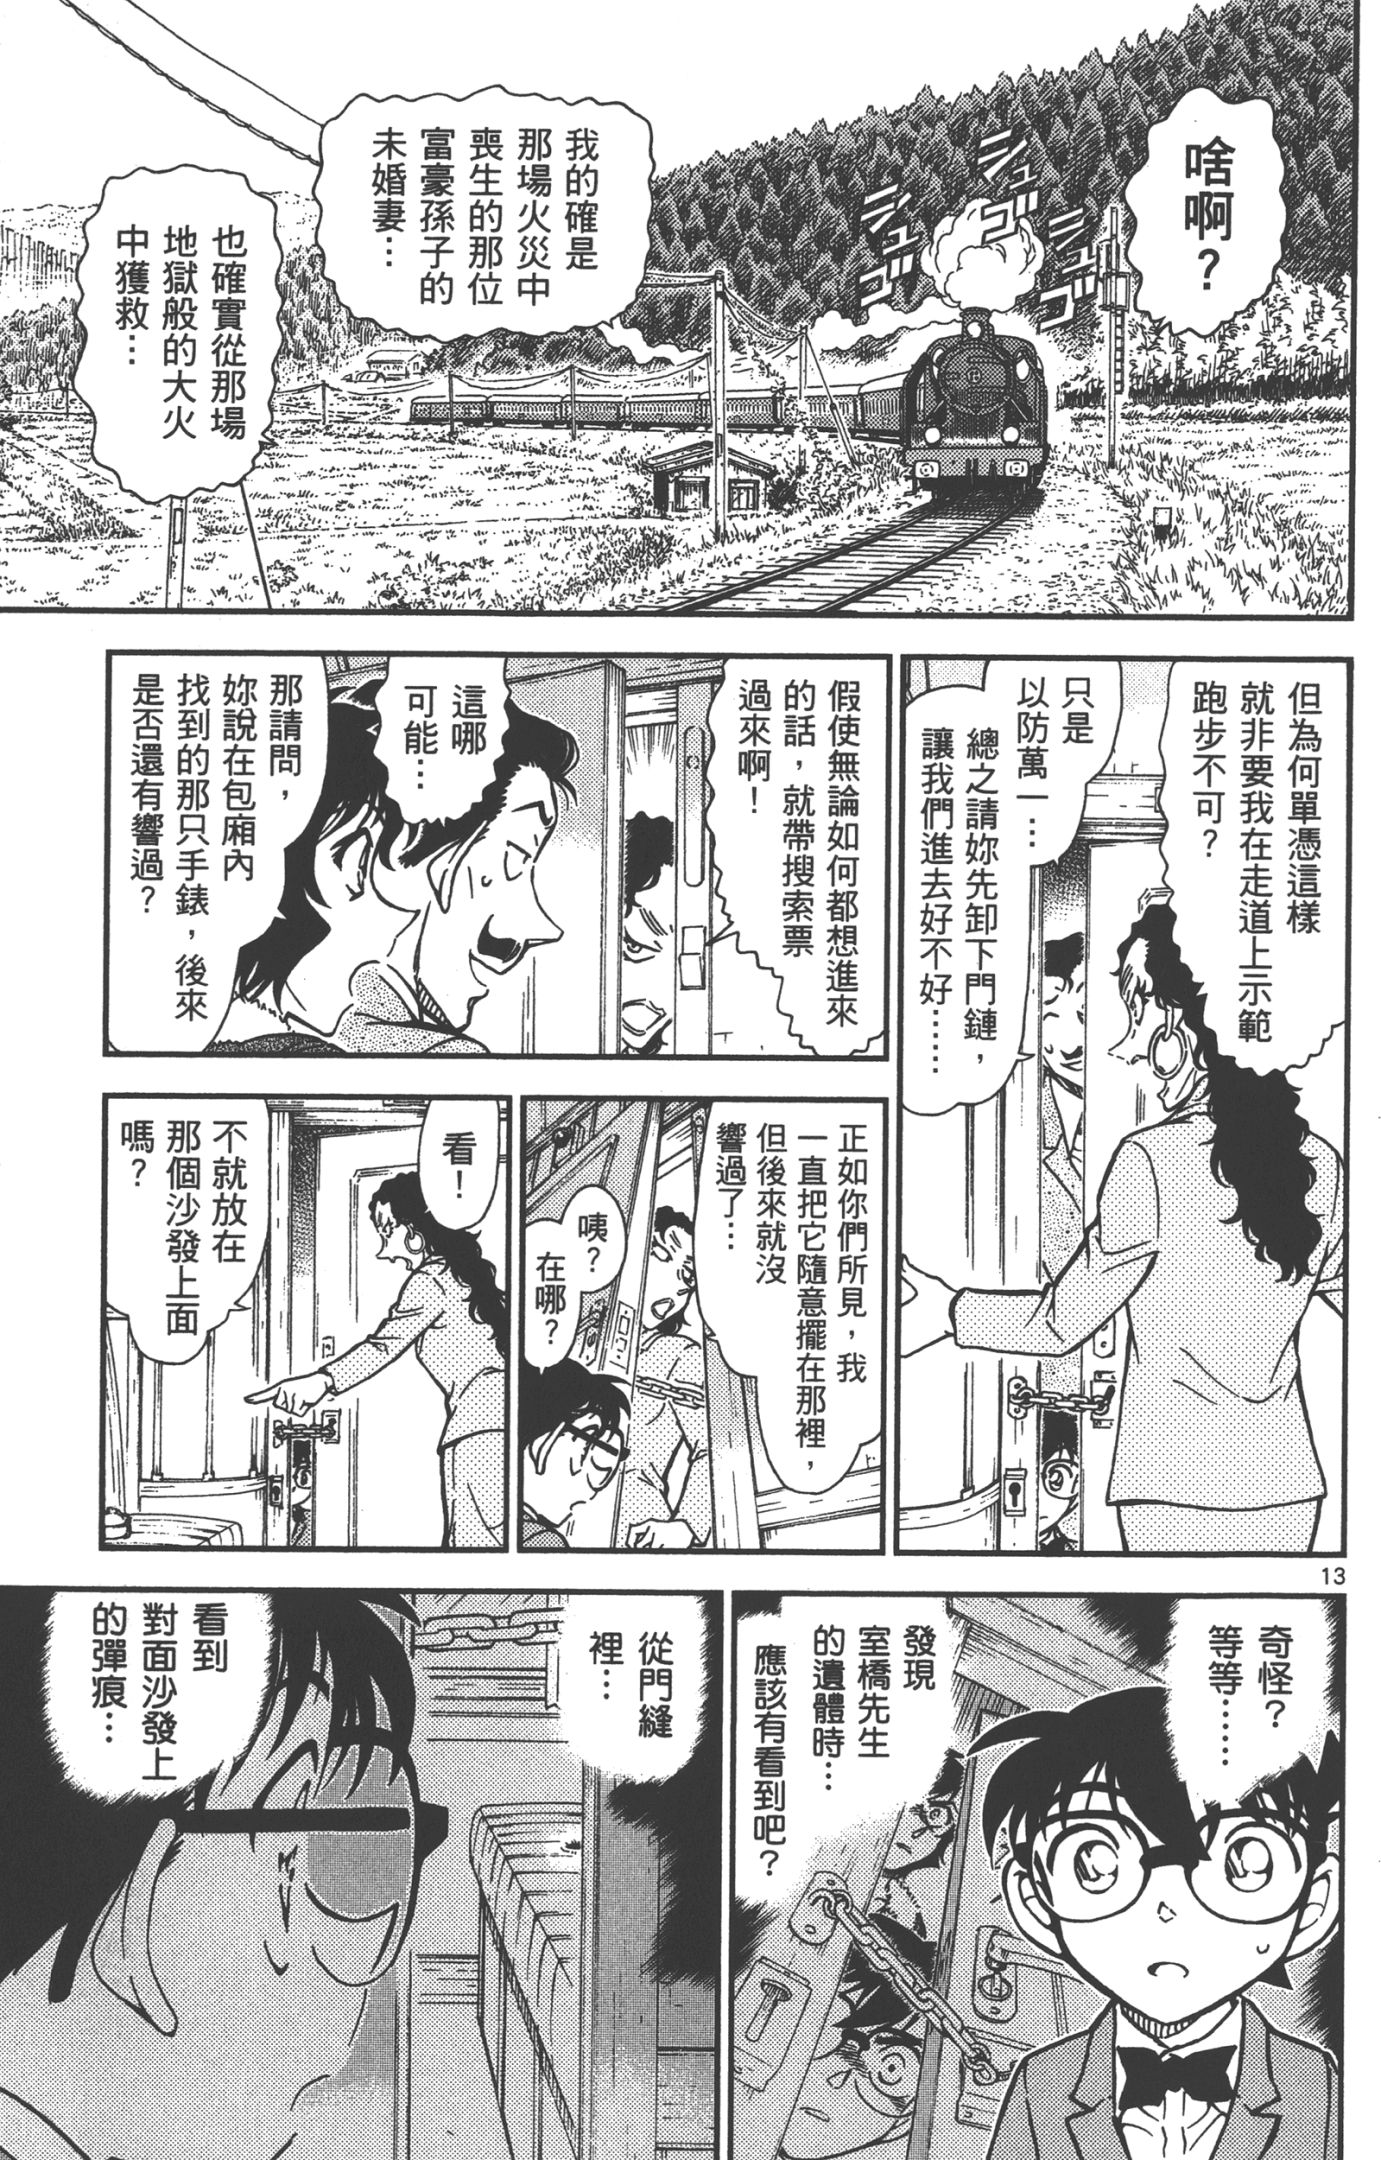 啥啊？
シュゴ
シュゴ
シュゴ
我的確是
那場火災中
喪生的那位
富豪孫子的
未婚妻…
也確實從那場
地獄般的大火
中獲救…
但為何單憑這樣
就非要我在走道上示範
跑步不可？
只是
以防萬一…
總之請妳先卸下門鏈，
讓我們進去好不好……
假使無論如何都想進來
的話，就帶搜索票
過來啊！
這哪
可能…
那請問，
妳說在包廂內
找到的那只手錶，後來
是否還有響過？
正如你們所見，我
一直把它隨意擺在那裡，
但後來就沒
響過了…
咦？
在哪？
看！
不就放在
那個沙發上面
嗎？
13
奇怪？
等等……
發現
室橋先生
的遺體時…
應該有看到吧？
從門縫
裡…
看到
對面沙發上
的彈痕…